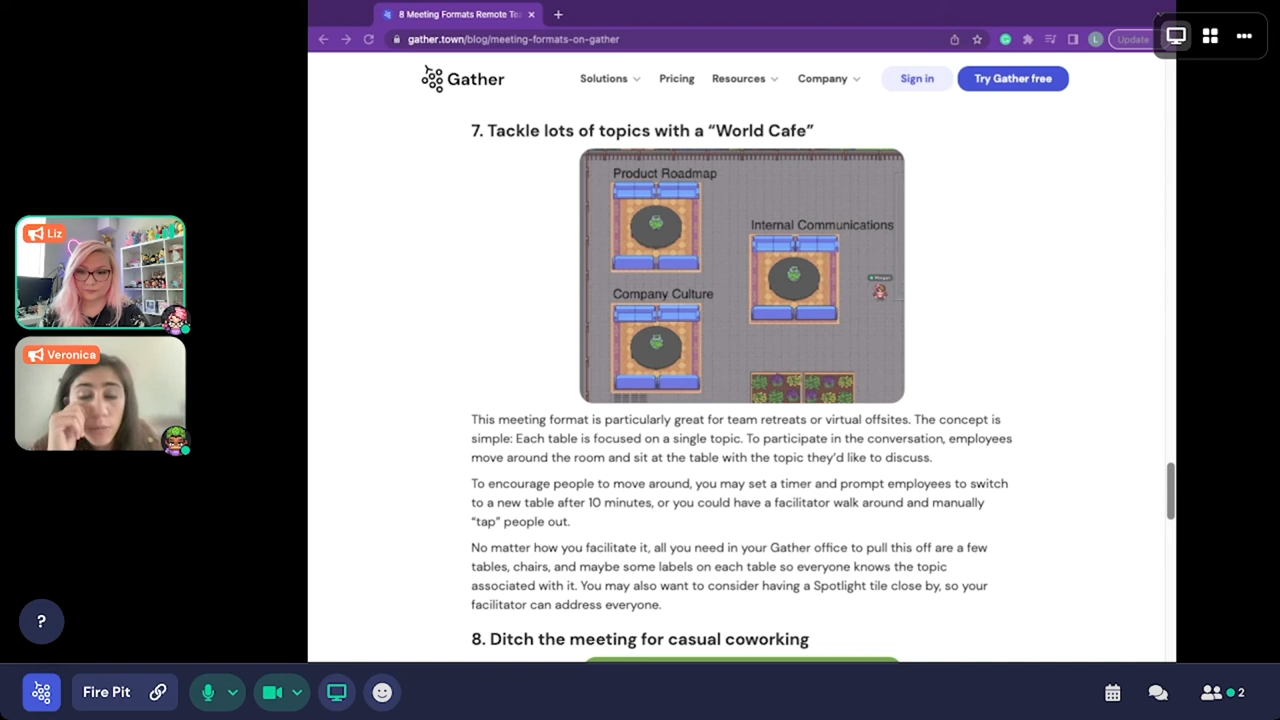 8 Meeting Formats Remote Te
gather.town/blog/meeting-formats-on-gather
L
Update
Gather
Solutions
Pricing
Resources
Company
Sign in
Try Gather free
7. Tackle lots of topics with a “World Cafe”
Product Roadmap
Internal Communications
Company Culture
Morgan
This meeting format is particularly great for team retreats or virtual offsites. The concept is
simple: Each table is focused on a single topic. To participate in the conversation, employees
move around the room and sit at the table with the topic they’d like to discuss.
To encourage people to move around, you may set a timer and prompt employees to switch
to a new table after 10 minutes, or you could have a facilitator walk around and manually
“tap” people out.
No matter how you facilitate it, all you need in your Gather office to pull this off are a few
tables, chairs, and maybe some labels on each table so everyone knows the topic
associated with it. You may also want to consider having a Spotlight tile close by, so your
facilitator can address everyone.
8. Ditch the meeting for casual coworking
Liz
Veronica
?
Fire Pit
2